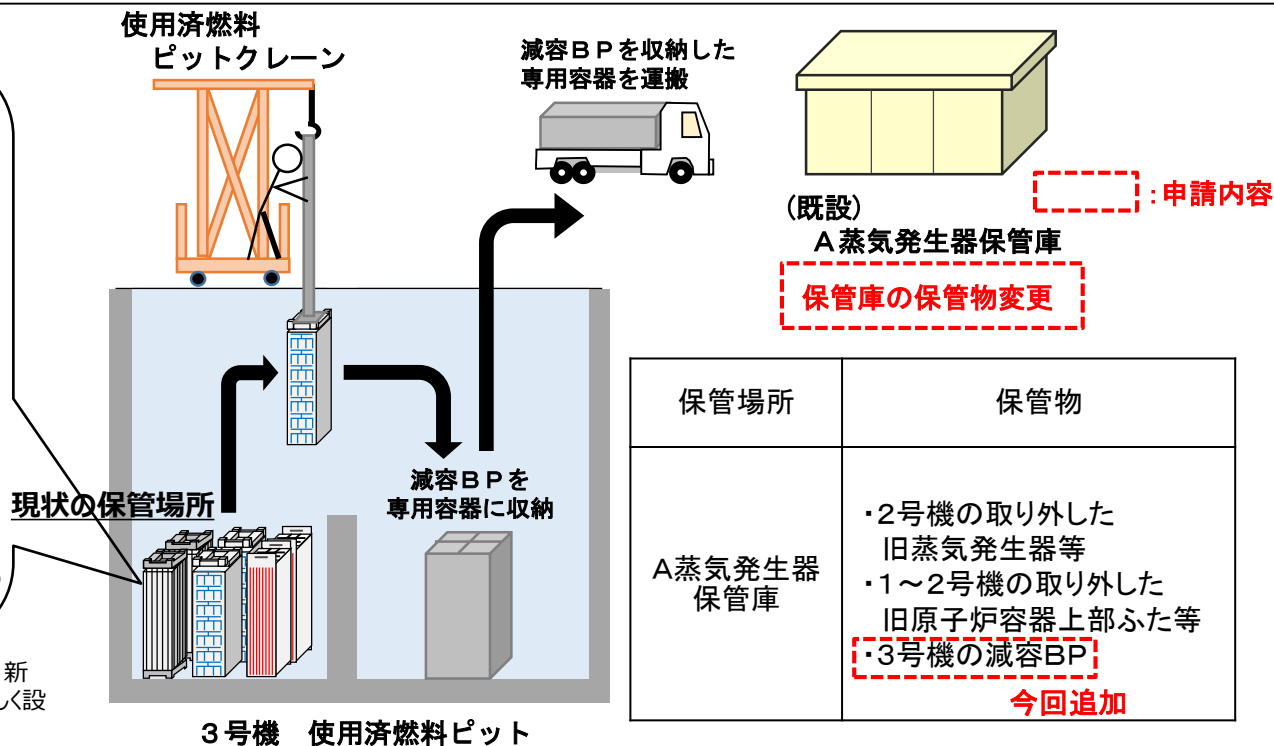 使用済燃料
ピットクレーン
減容ＢＰを収納した
専用容器を運搬
：申請内容
(既設)
Ａ蒸気発生器保管庫
保管庫の保管物変更
現状の保管場所
減容ＢＰを
専用容器に収納
保管場所
保管物
A蒸気発生器
保管庫
・2号機の取り外した
旧蒸気発生器等
・1～2号機の取り外した
旧原子炉容器上部ふた等
・3号機の減容BP
今回追加
新
しく設
３号機　使用済燃料ピット